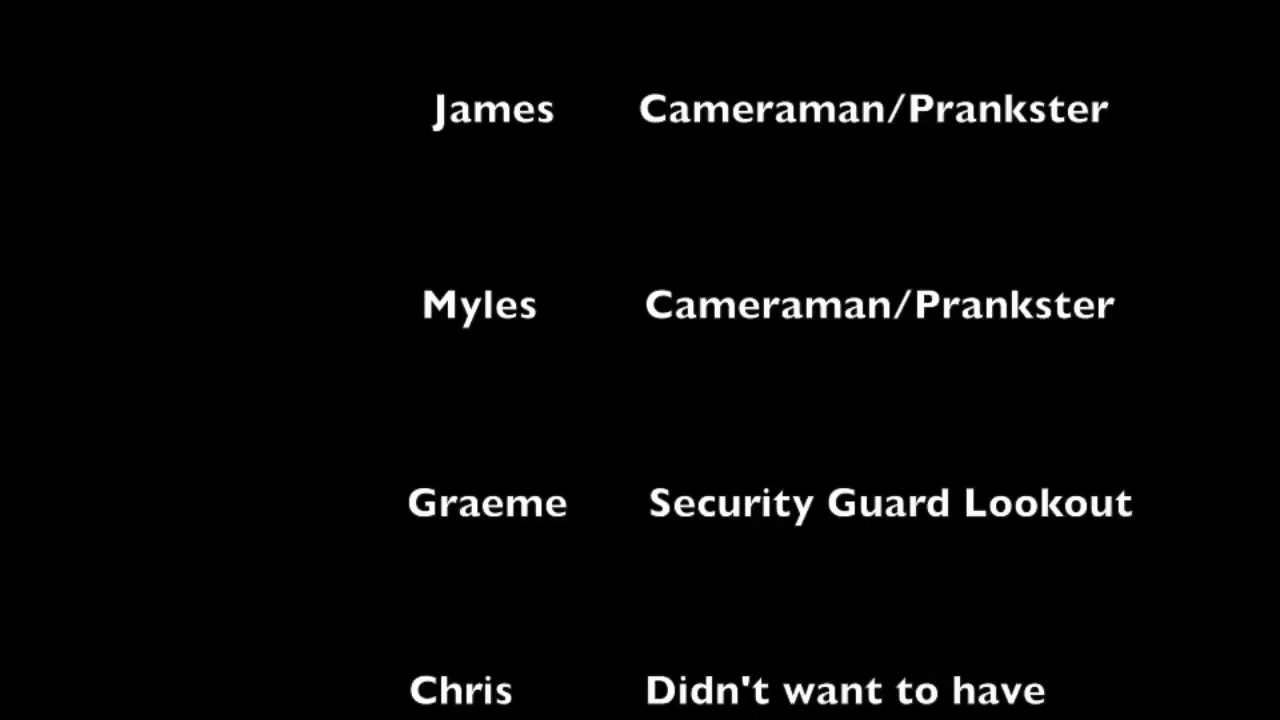 James Cameraman/Prankster
Myles Cameraman/Prankster
Graeme Security Guard Lookout
Chris Didn't want to have